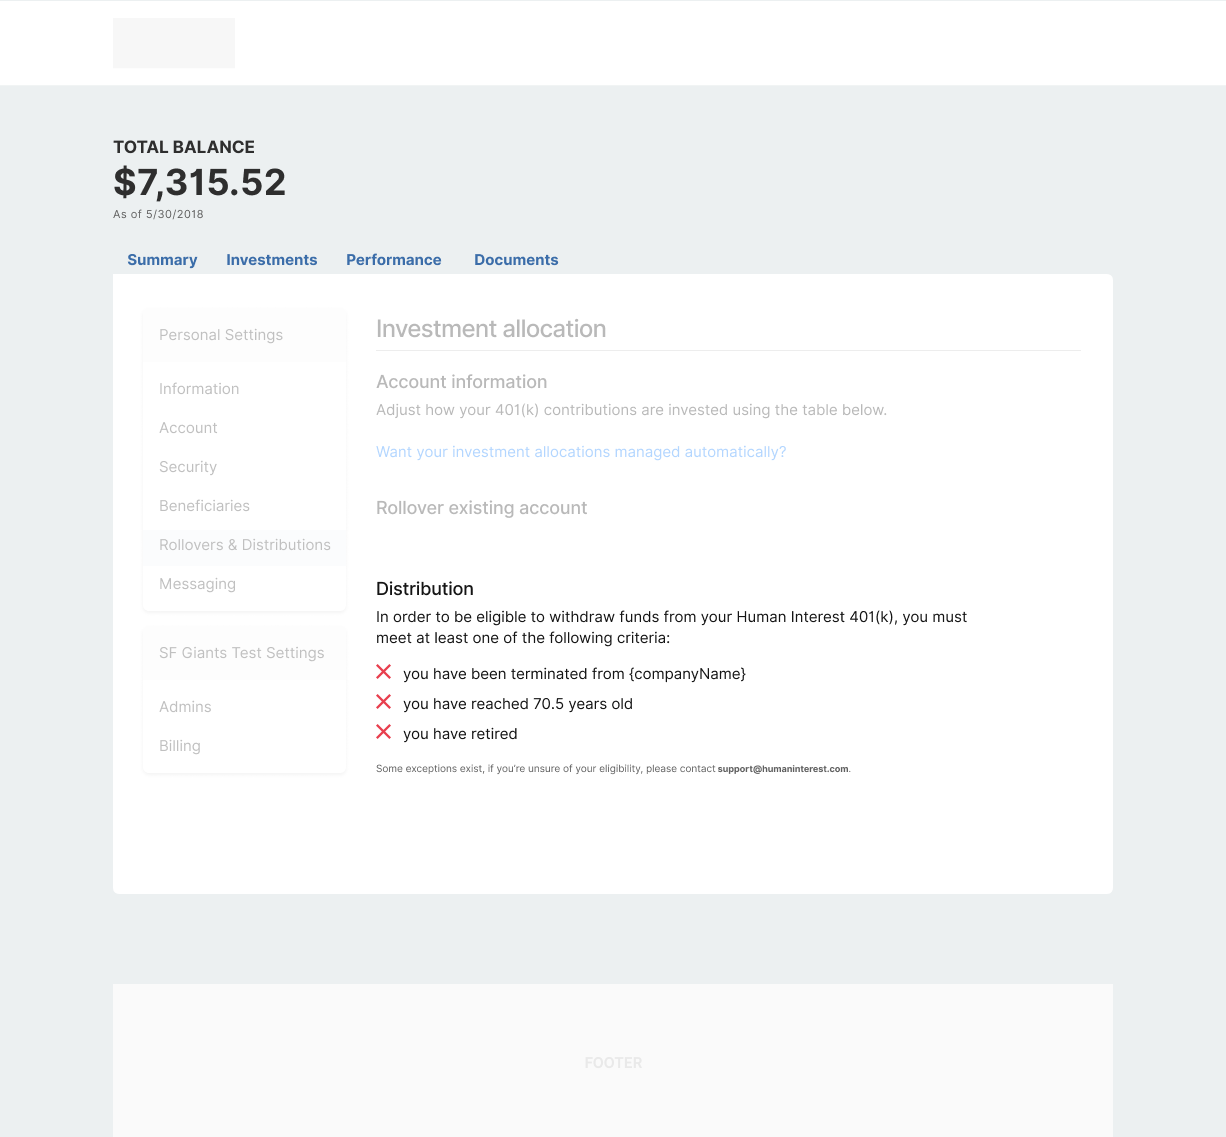 TOTAL BALANCE
$7,315.52
As of 5/30/2018
Summary Investments Performance Documents
Personal Settings
Information
Account
Security
Beneficiaries
Rollovers & Distributions
Messaging
SF Giants Test Settings
Admins
Billing
Investment allocation
Account information
Adjust how your 401(k) contributions are invested using the table below.
Want your investment allocations managed automatically?
Rollover existing account
Distribution
In order to be eligible to withdraw funds from your Human Interest 401(k), you must
meet at least one of the following criteria:
you have been terminated from {companyName}
you have reached 70.5 years old
you have retired
Some exceptions exist, if you're unsure of your eligibility, please contact support@humaninterest.com.
FOOTER